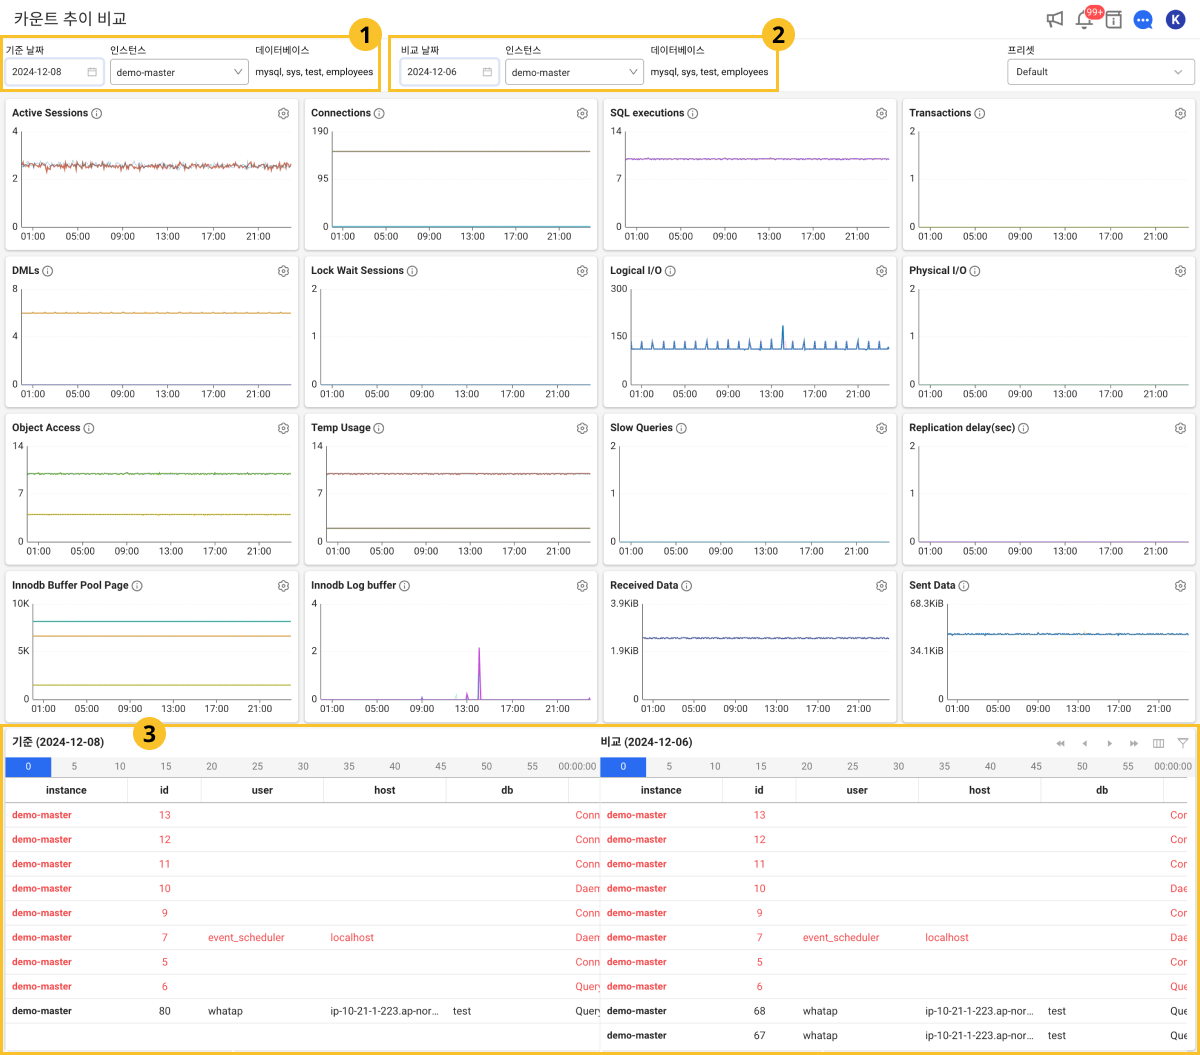 카운트 추이 비교
99+
K
1
2
기준 날짜 인스턴스 데이터베이스
2024-12-08 demo-master mysql, sys, test, employees
비교 날짜 인스턴스 데이터베이스
2024-12-06 demo-master mysql, sys, test, employees
프리셋
Default
Active Sessions
4
2
0
01:00 05:00 09:00 13:00 17:00 21:00
Connections
190
95
0
01:00 05:00 09:00 13:00 17:00 21:00
SQL executions
14
7
0
01:00 05:00 09:00 13:00 17:00 21:00
Transactions
2
1
0
01:00 05:00 09:00 13:00 17:00 21:00
DMLs
8
4
0
01:00 05:00 09:00 13:00 17:00 21:00
Lock Wait Sessions
2
1
0
01:00 05:00 09:00 13:00 17:00 21:00
Logical I/O
300
150
0
01:00 05:00 09:00 13:00 17:00 21:00
Physical I/O
2
1
0
01:00 05:00 09:00 13:00 17:00 21:00
Object Access
14
7
0
01:00 05:00 09:00 13:00 17:00 21:00
Temp Usage
14
7
0
01:00 05:00 09:00 13:00 17:00 21:00
Slow Queries
2
1
0
01:00 05:00 09:00 13:00 17:00 21:00
Replication delay(sec)
2
1
0
01:00 05:00 09:00 13:00 17:00 21:00
Innodb Buffer Pool Page
10K
5K
0
01:00 05:00 09:00 13:00 17:00 21:00
Innodb Log buffer
4
2
0
01:00 05:00 09:00 13:00 17:00 21:00
Received Data
3.9KiB
1.9KiB
0
01:00 05:00 09:00 13:00 17:00 21:00
Sent Data
68.3KiB
34.1KiB
0
01:00 05:00 09:00 13:00 17:00 21:00
3
기준 (2024-12-08)
0 5 10 15 20 25 30 35 40 45 50 55 00:00:00
instance id user host db
demo-master 13 Conn
demo-master 12 Conn
demo-master 11 Conn
demo-master 10 Daem
demo-master 9 Conn
demo-master 7 event_scheduler localhost Daem
demo-master 5 Conn
demo-master 6 Query
demo-master 80 whatap ip-10-21-1-223.ap-nor... test Query
비교 (2024-12-06)
0 5 10 15 20 25 30 35 40 45 50 55 00:00:00
instance id user host db
demo-master 13 Cor
demo-master 12 Cor
demo-master 11 Cor
demo-master 10 Dae
demo-master 9 Cor
demo-master 7 event_scheduler localhost Dae
demo-master 5 Cor
demo-master 6 Que
demo-master 68 whatap ip-10-21-1-223.ap-nor... test Que
demo-master 67 whatap ip-10-21-1-223.ap-nor... test Que